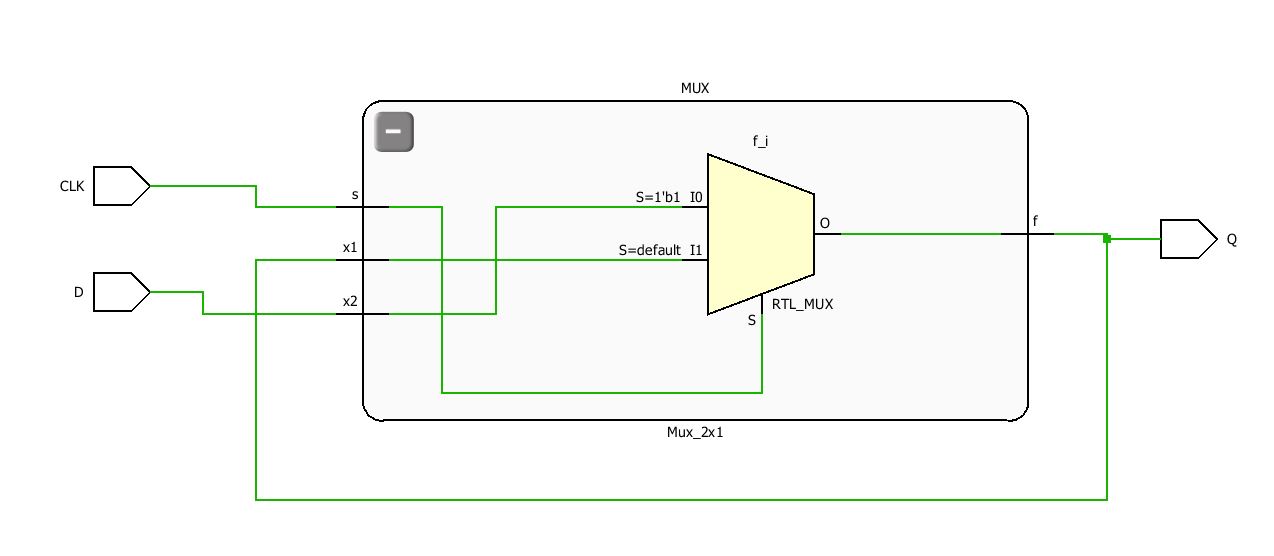 MUX
f_i
CLK
s
S=1'b1 I0
x1
S=default I1
O
f
Q
D
x2
RTL_MUX
S
Mux_2x1